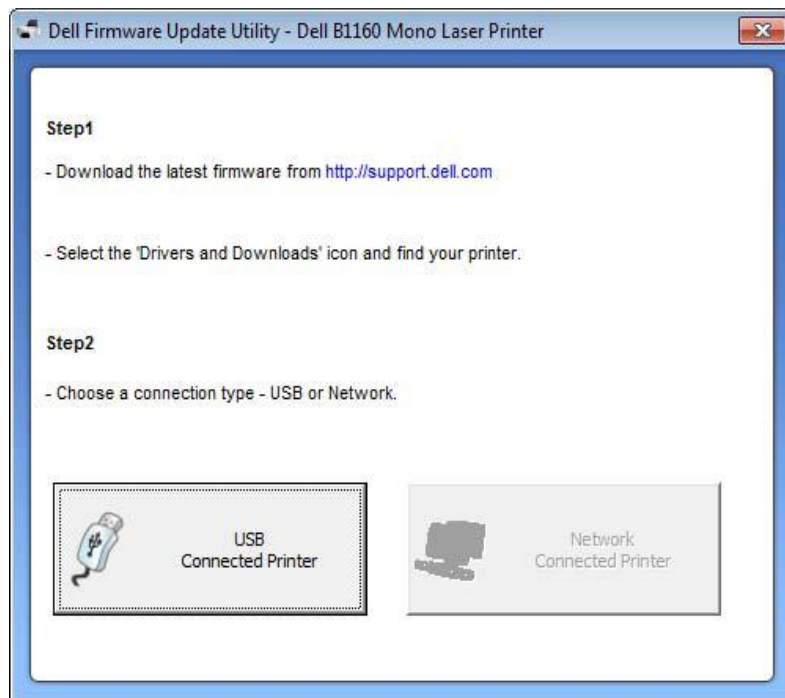 Dell Firmware Update Utility - Dell B1160 Mono Laser Printer
Step1
- Download the latest firmware from http://support.dell.com
- Select the 'Drivers and Downloads' icon and find your printer.
Step2
- Choose a connection type - USB or Network.
USB
Connected Printer
Network
Connected Printer